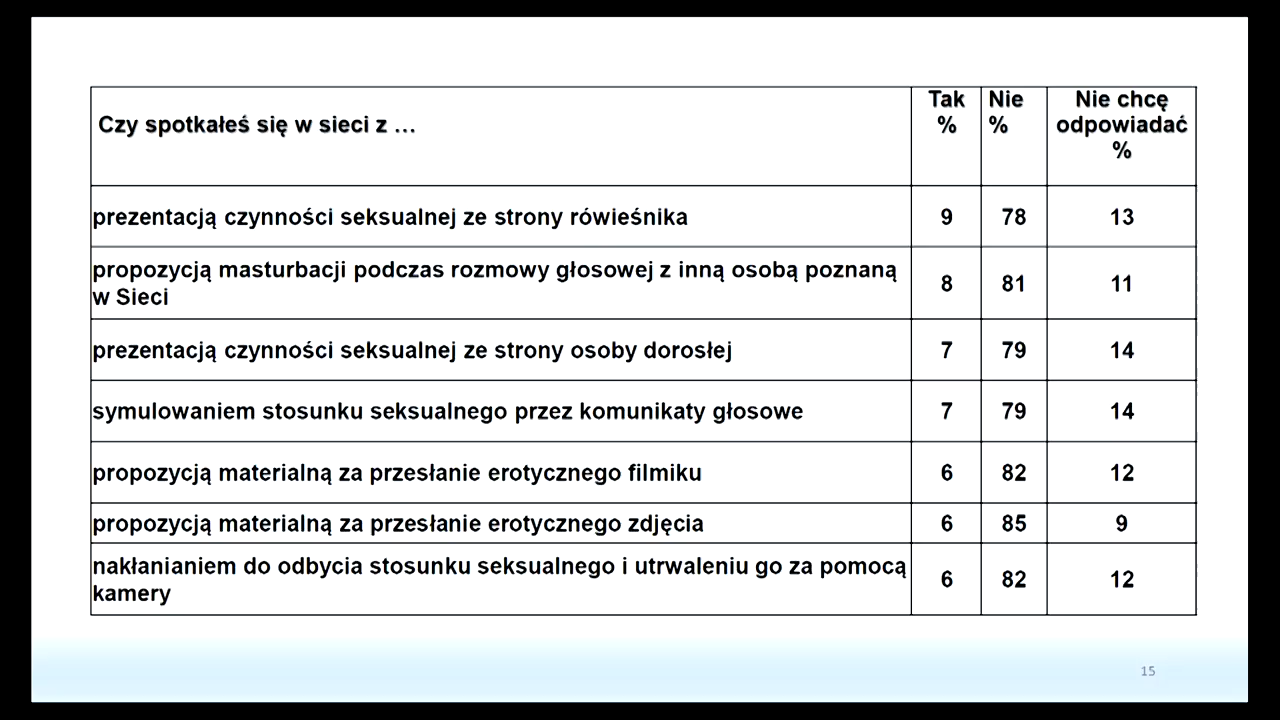 Czy spotkałeś się w sieci z … Tak % Nie % Nie chcę odpowiadać %
prezentacją czynności seksualnej ze strony rówieśnika 9 78 13
propozycją masturbacji podczas rozmowy głosowej z inną osobą poznaną
w Sieci 8 81 11
prezentacją czynności seksualnej ze strony osoby dorosłej 7 79 14
symulowaniem stosunku seksualnego przez komunikaty głosowe 7 79 14
propozycją materialną za przesłanie erotycznego filmiku 6 82 12
propozycją materialną za przesłanie erotycznego zdjęcia 6 85 9
nakłanianiem do odbycia stosunku seksualnego i utrwaleniu go za pomocą
kamery 6 82 12
15